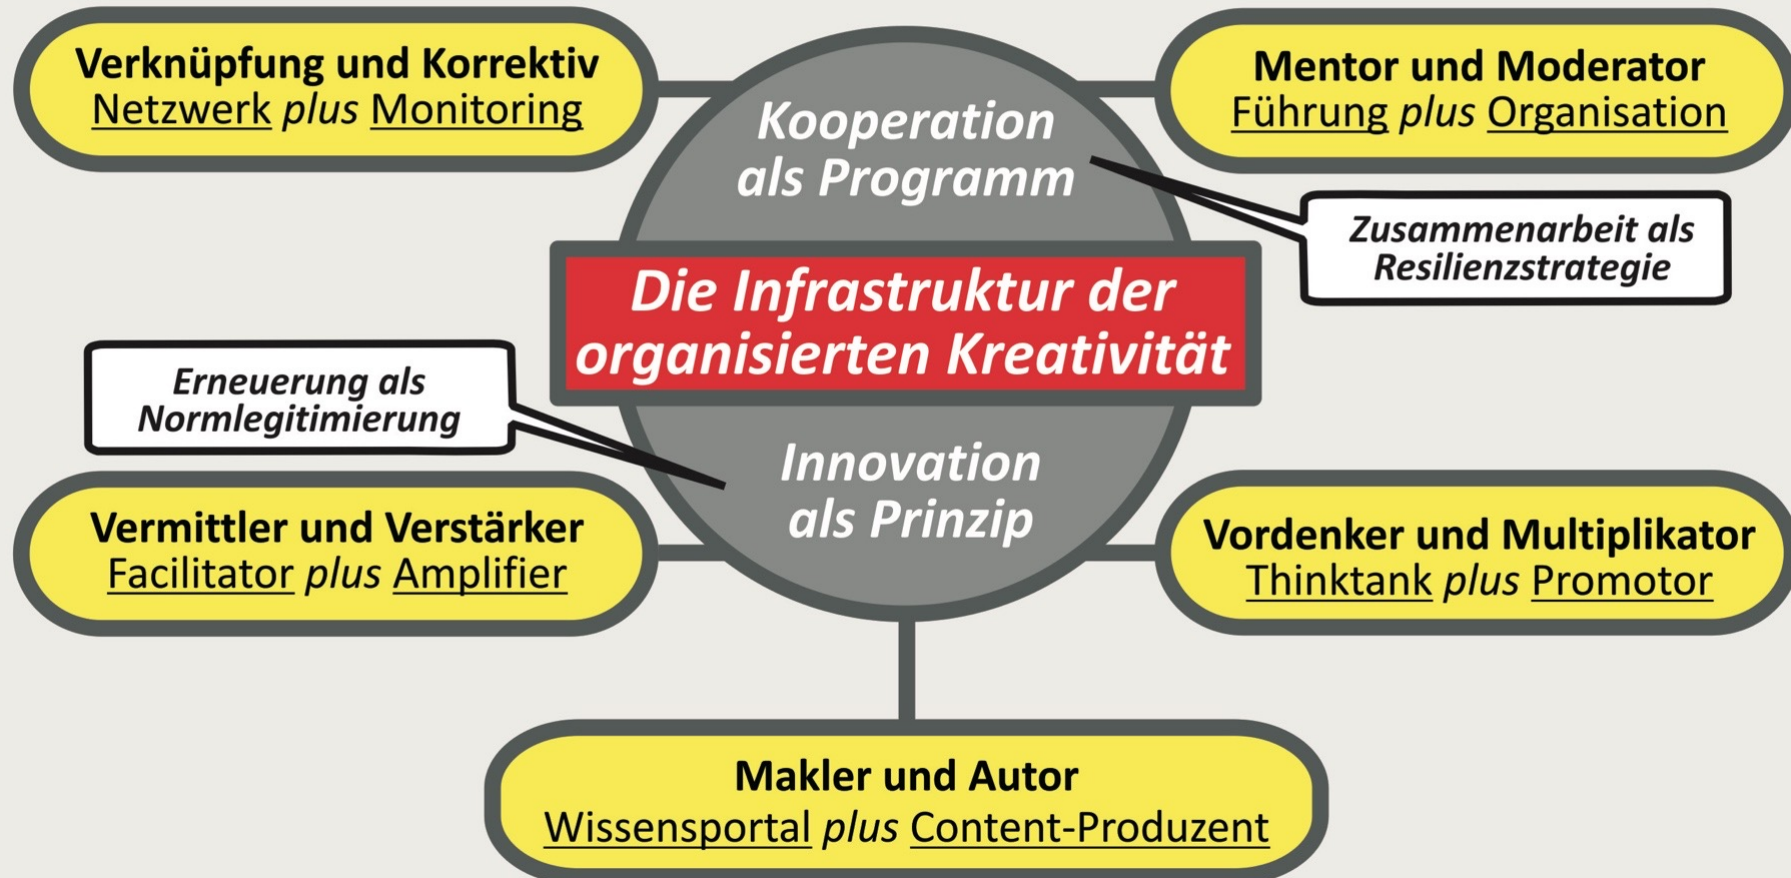 Verknüpfung und Korrektiv
Netzwerk plus Monitoring
Kooperation
als Programm
Mentor und Moderator
Führung plus Organisation
Zusammenarbeit als
Resilienzstrategie
Die Infrastruktur der
organisierten Kreativität
Erneuerung als
Normlegitimierung
Innovation
als Prinzip
Vermittler und Verstärker
Facilitator plus Amplifier
Vordenker und Multiplikator
Thinktank plus Promotor
Makler und Autor
Wissensportal plus Content-Produzent